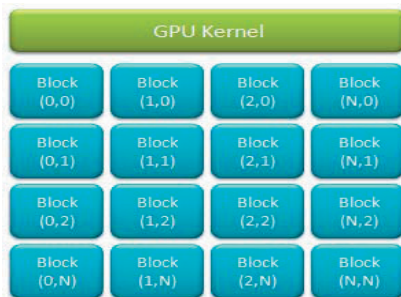 GPU Kernel
Block Block Block Block
(0,0) (1,0) (2,0) (N,0)
Block Block Block Block
(0,1) (1,1) (2,1) (N,1)
Block Block Block Block
(0,2) (1,2) (2,2) (N,2)
Block Block Block Block
(0,N) (1,N) (2,N) (N,N)